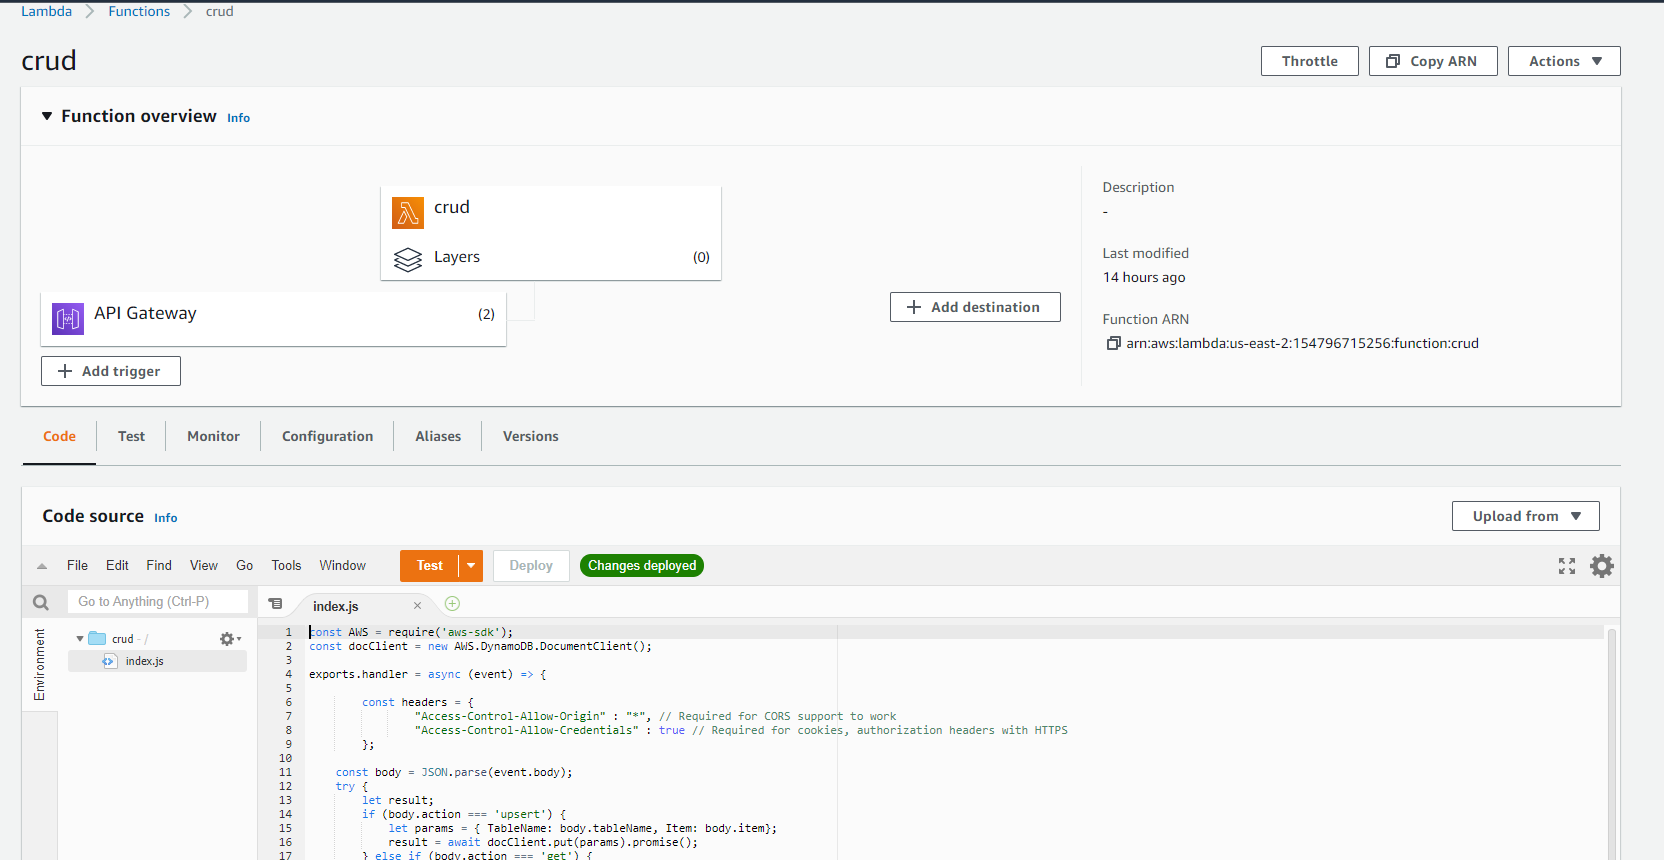 Lambda > Functions > crud
crud
Throttle
Copy ARN
Actions
Function overview Info
crud
Layers (0)
API Gateway (2)
Add trigger
Add destination
Description
-
Last modified
14 hours ago
Function ARN
arn:aws:lambda:us-east-2:154796715256:function:crud
Code Test Monitor Configuration Aliases Versions
Code source Info
Upload from
File Edit Find View Go Tools Window Test Deploy Changes deployed
Go to Anything (Ctrl-P)
index.js
Environment
crud - /
index.js
1 const AWS = require('aws-sdk');
2 const docClient = new AWS.DynamoDB.DocumentClient();
3
4 exports.handler = async (event) => {
5
6 const headers = {
7 "Access-Control-Allow-Origin" : "*", // Required for CORS support to work
8 "Access-Control-Allow-Credentials" : true // Required for cookies, authorization headers with HTTPS
9 };
10
11 const body = JSON.parse(event.body);
12 try {
13 let result;
14 if (body.action === 'upsert') {
15 let params = { TableName: body.tableName, Item: body.item};
16 result = await docClient.put(params).promise();
17 } else if (body.action === 'get') {